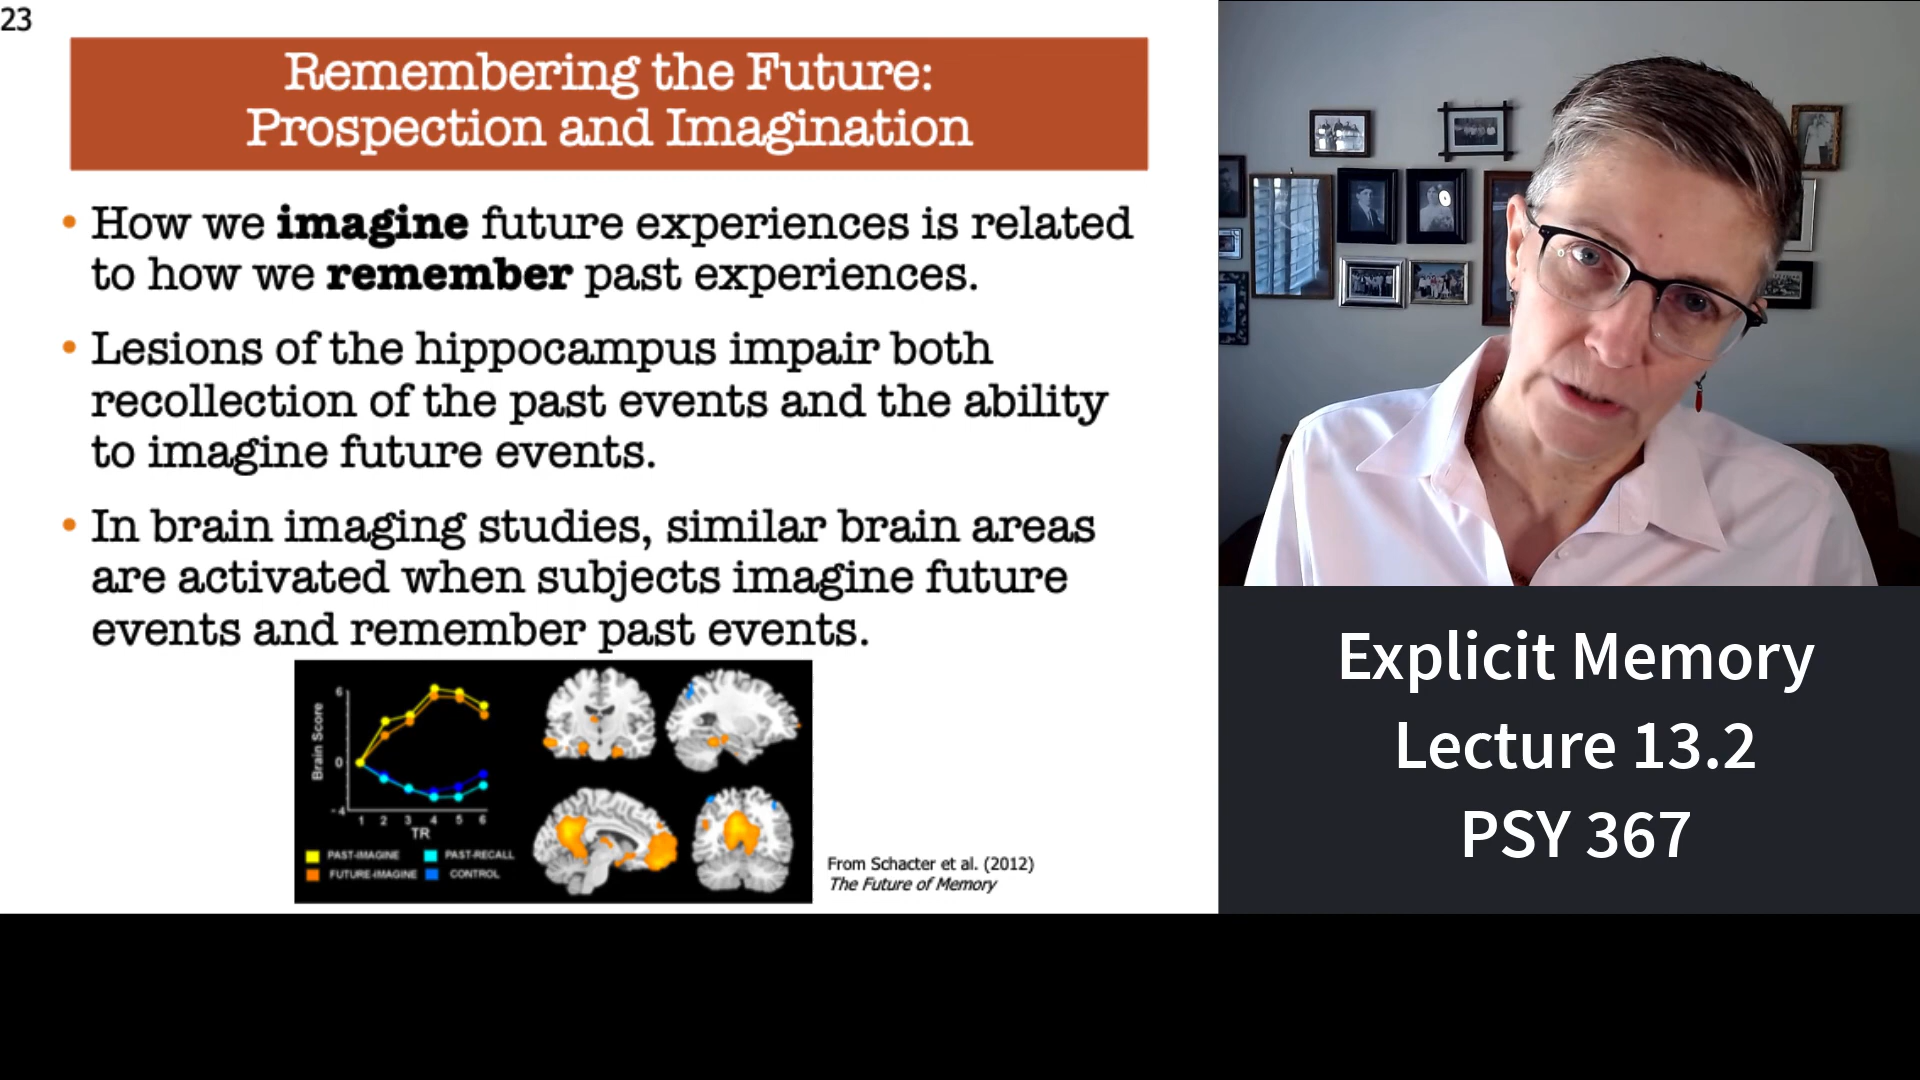 23
Remembering the Future:
Prospection and Imagination
• How we imagine future experiences is related
to how we remember past experiences.
• Lesions of the hippocampus impair both
recollection of the past events and the ability
to imagine future events.
• In brain imaging studies, similar brain areas
are activated when subjects imagine future
events and remember past events.
Brain Score
6
0
-4
1 2 3 4 5 6
TR
PAST-IMAGINE PAST-RECALL
FUTURE-IMAGINE CONTROL
From Schacter et al. (2012)
The Future of Memory
Explicit Memory
Lecture 13.2
PSY 367